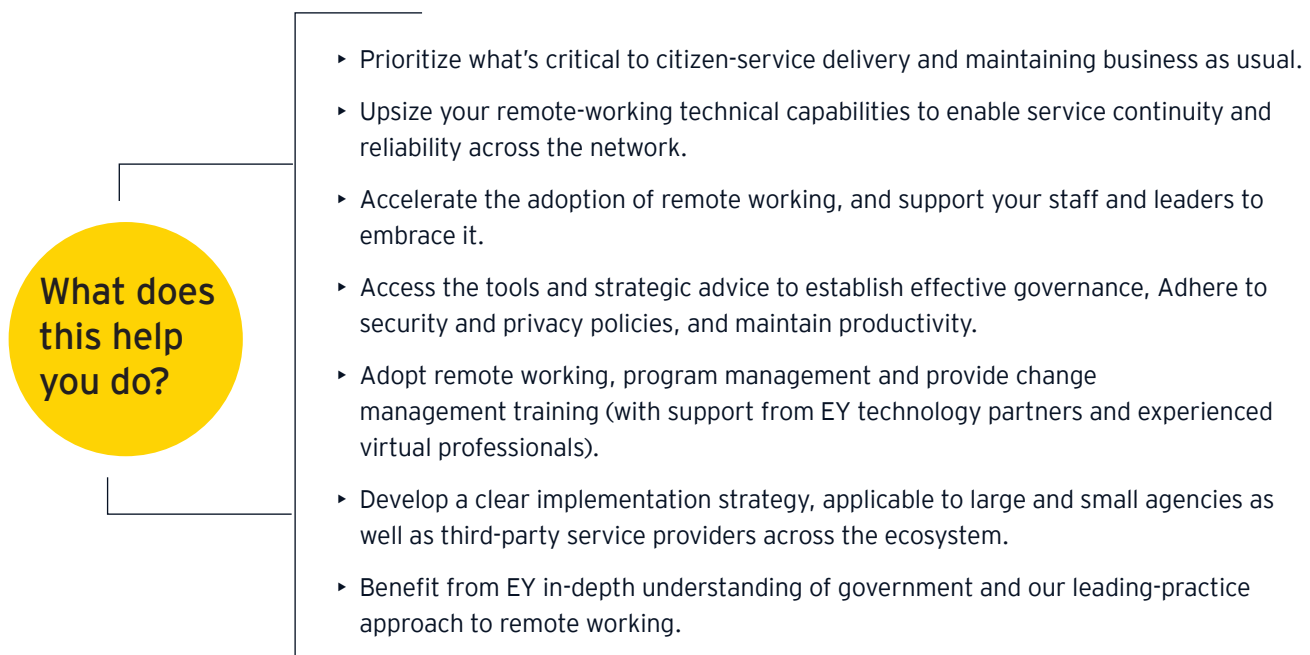 What does
this help
you do?
‣ Prioritize what's critical to citizen-service delivery and maintaining business as usual.
‣ Upsize your remote-working technical capabilities to enable service continuity and
reliability across the network.
‣ Accelerate the adoption of remote working, and support your staff and leaders to
embrace it.
‣ Access the tools and strategic advice to establish effective governance, Adhere to
security and privacy policies, and maintain productivity.
‣ Adopt remote working, program management and provide change
management training (with support from EY technology partners and experienced
virtual professionals).
‣ Develop a clear implementation strategy, applicable to large and small agencies as
well as third-party service providers across the ecosystem.
‣ Benefit from EY in-depth understanding of government and our leading-practice
approach to remote working.